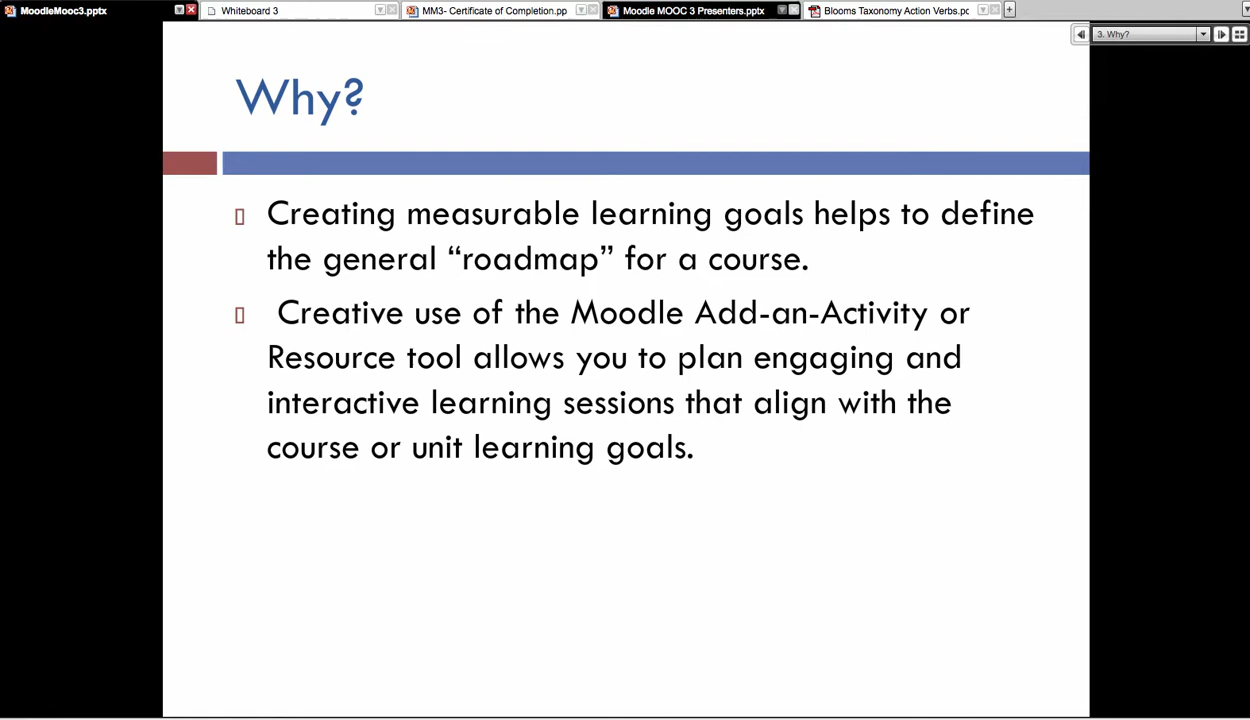 MoodleMooc3.pptx
Whiteboard 3
MM3- Certificate of Completion.pp
Moodle MOOC 3 Presenters.pptx
Blooms Taxonomy Action Verbs.pc
3. Why?
Why?
Creating measurable learning goals helps to define
the general “roadmap” for a course.
Creative use of the Moodle Add-an-Activity or
Resource tool allows you to plan engaging and
interactive learning sessions that align with the
course or unit learning goals.